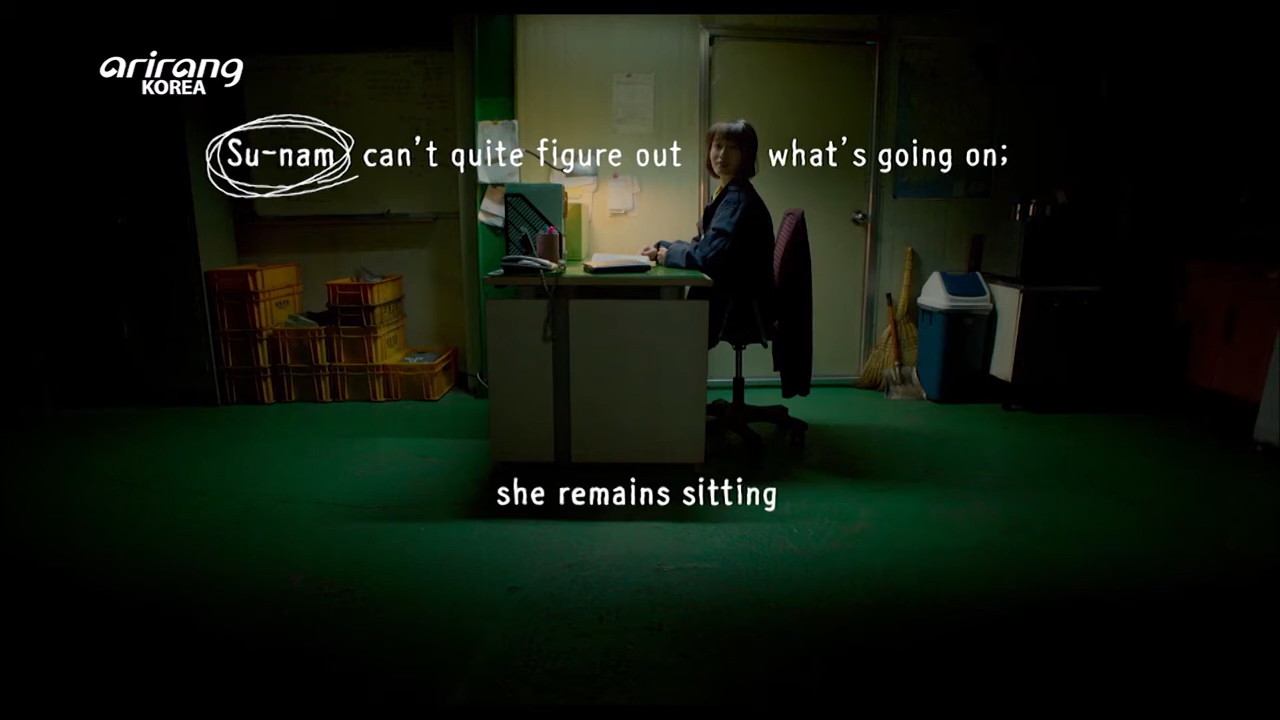 arirang
KOREA
Su-nam can't quite figure out what's going on;
she remains sitting